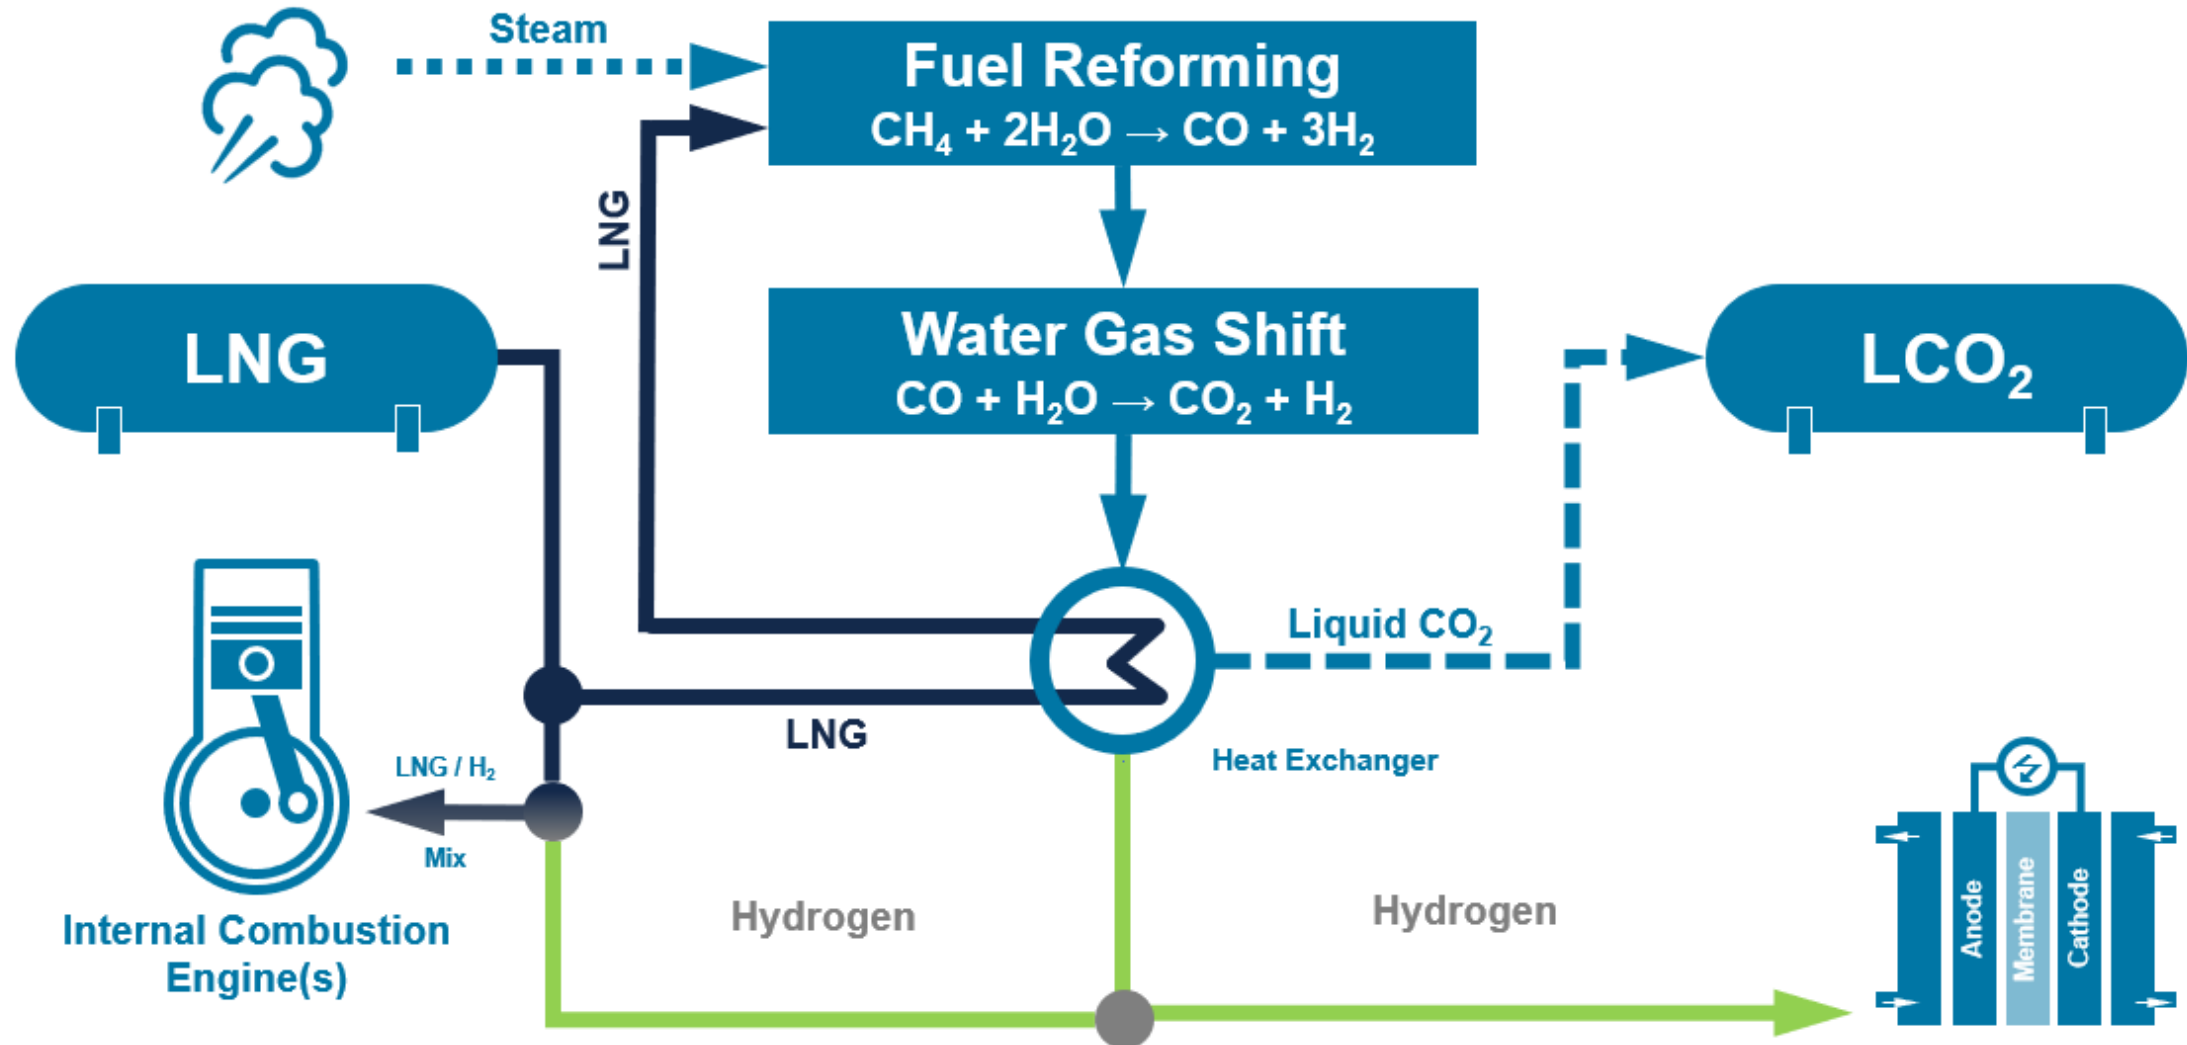 Steam
Fuel Reforming
CH₄ + 2H₂O → CO + 3H₂
LNG
LNG
Water Gas Shift
CO + H₂O → CO₂ + H₂
LCO₂
Liquid CO₂
LNG
Heat Exchanger
LNG / H₂
Mix
Internal Combustion
Engine(s)
Hydrogen
Hydrogen
Anode
Membrane
Cathode